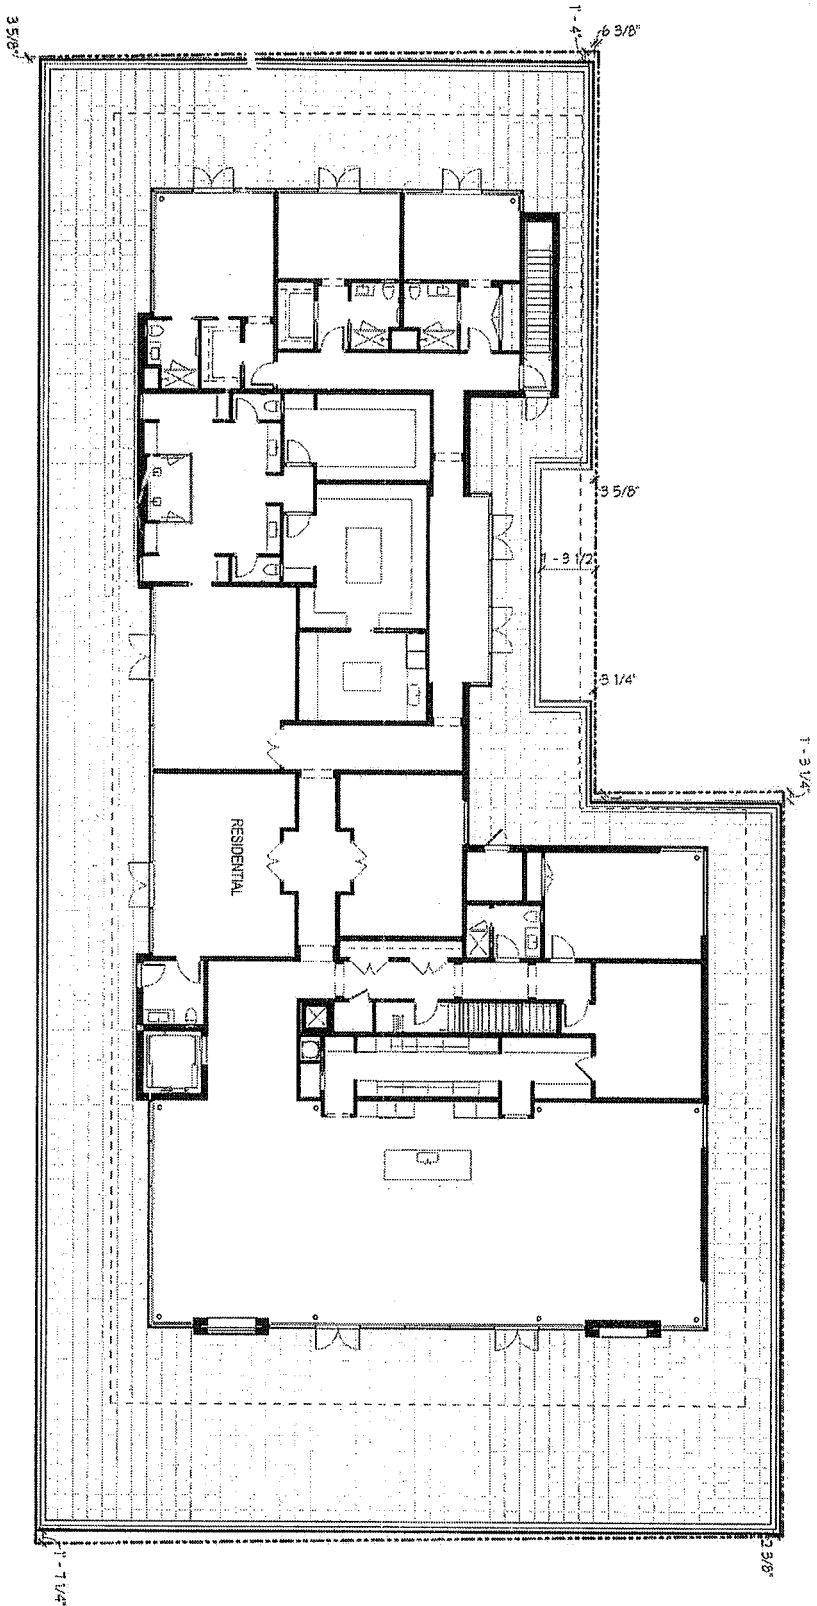 3 5/8"
1' - 4"
6 3/8"
3 5/8"
1' - 3 1/2"
3 1/4"
1' - 3 1/4"
RESIDENTIAL
1' - 7 1/4"
2 3/8"